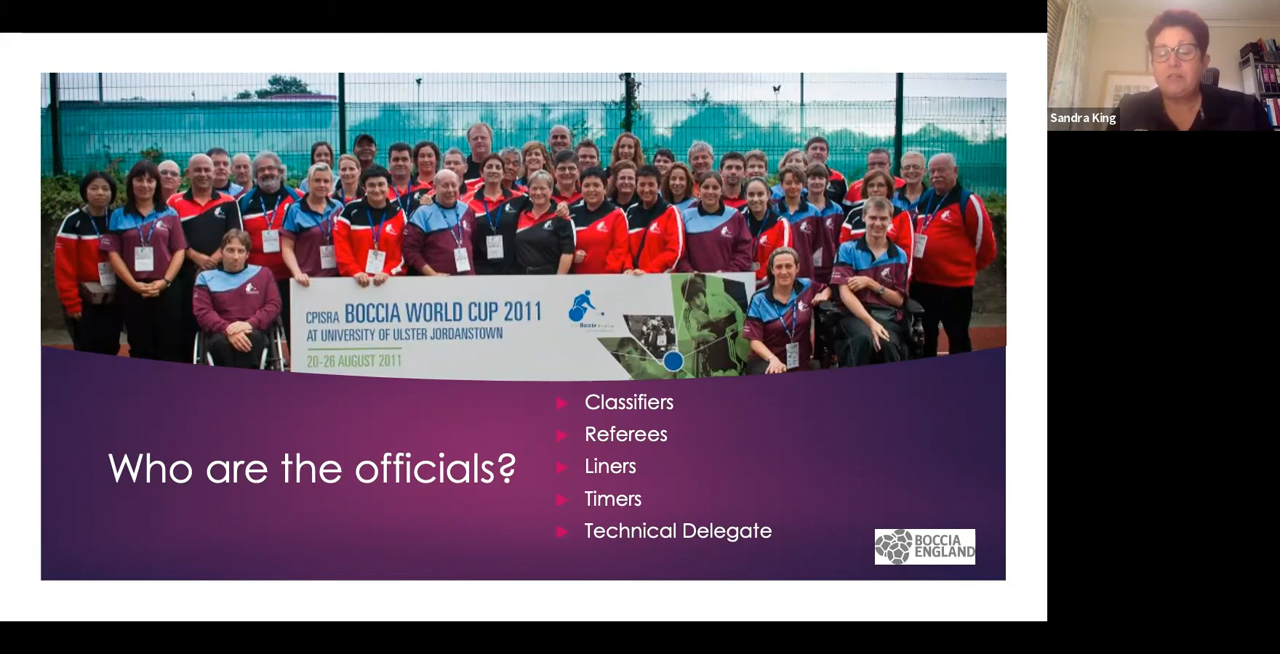 Sandra King
CPISRA BOCCIA WORLD CUP 2011
AT UNIVERSITY OF ULSTER JORDANSTOWN
20-26 AUGUST 2011
Who are the officials?
Classifiers
Referees
Liners
Timers
Technical Delegate
BOCCIA
ENGLAND